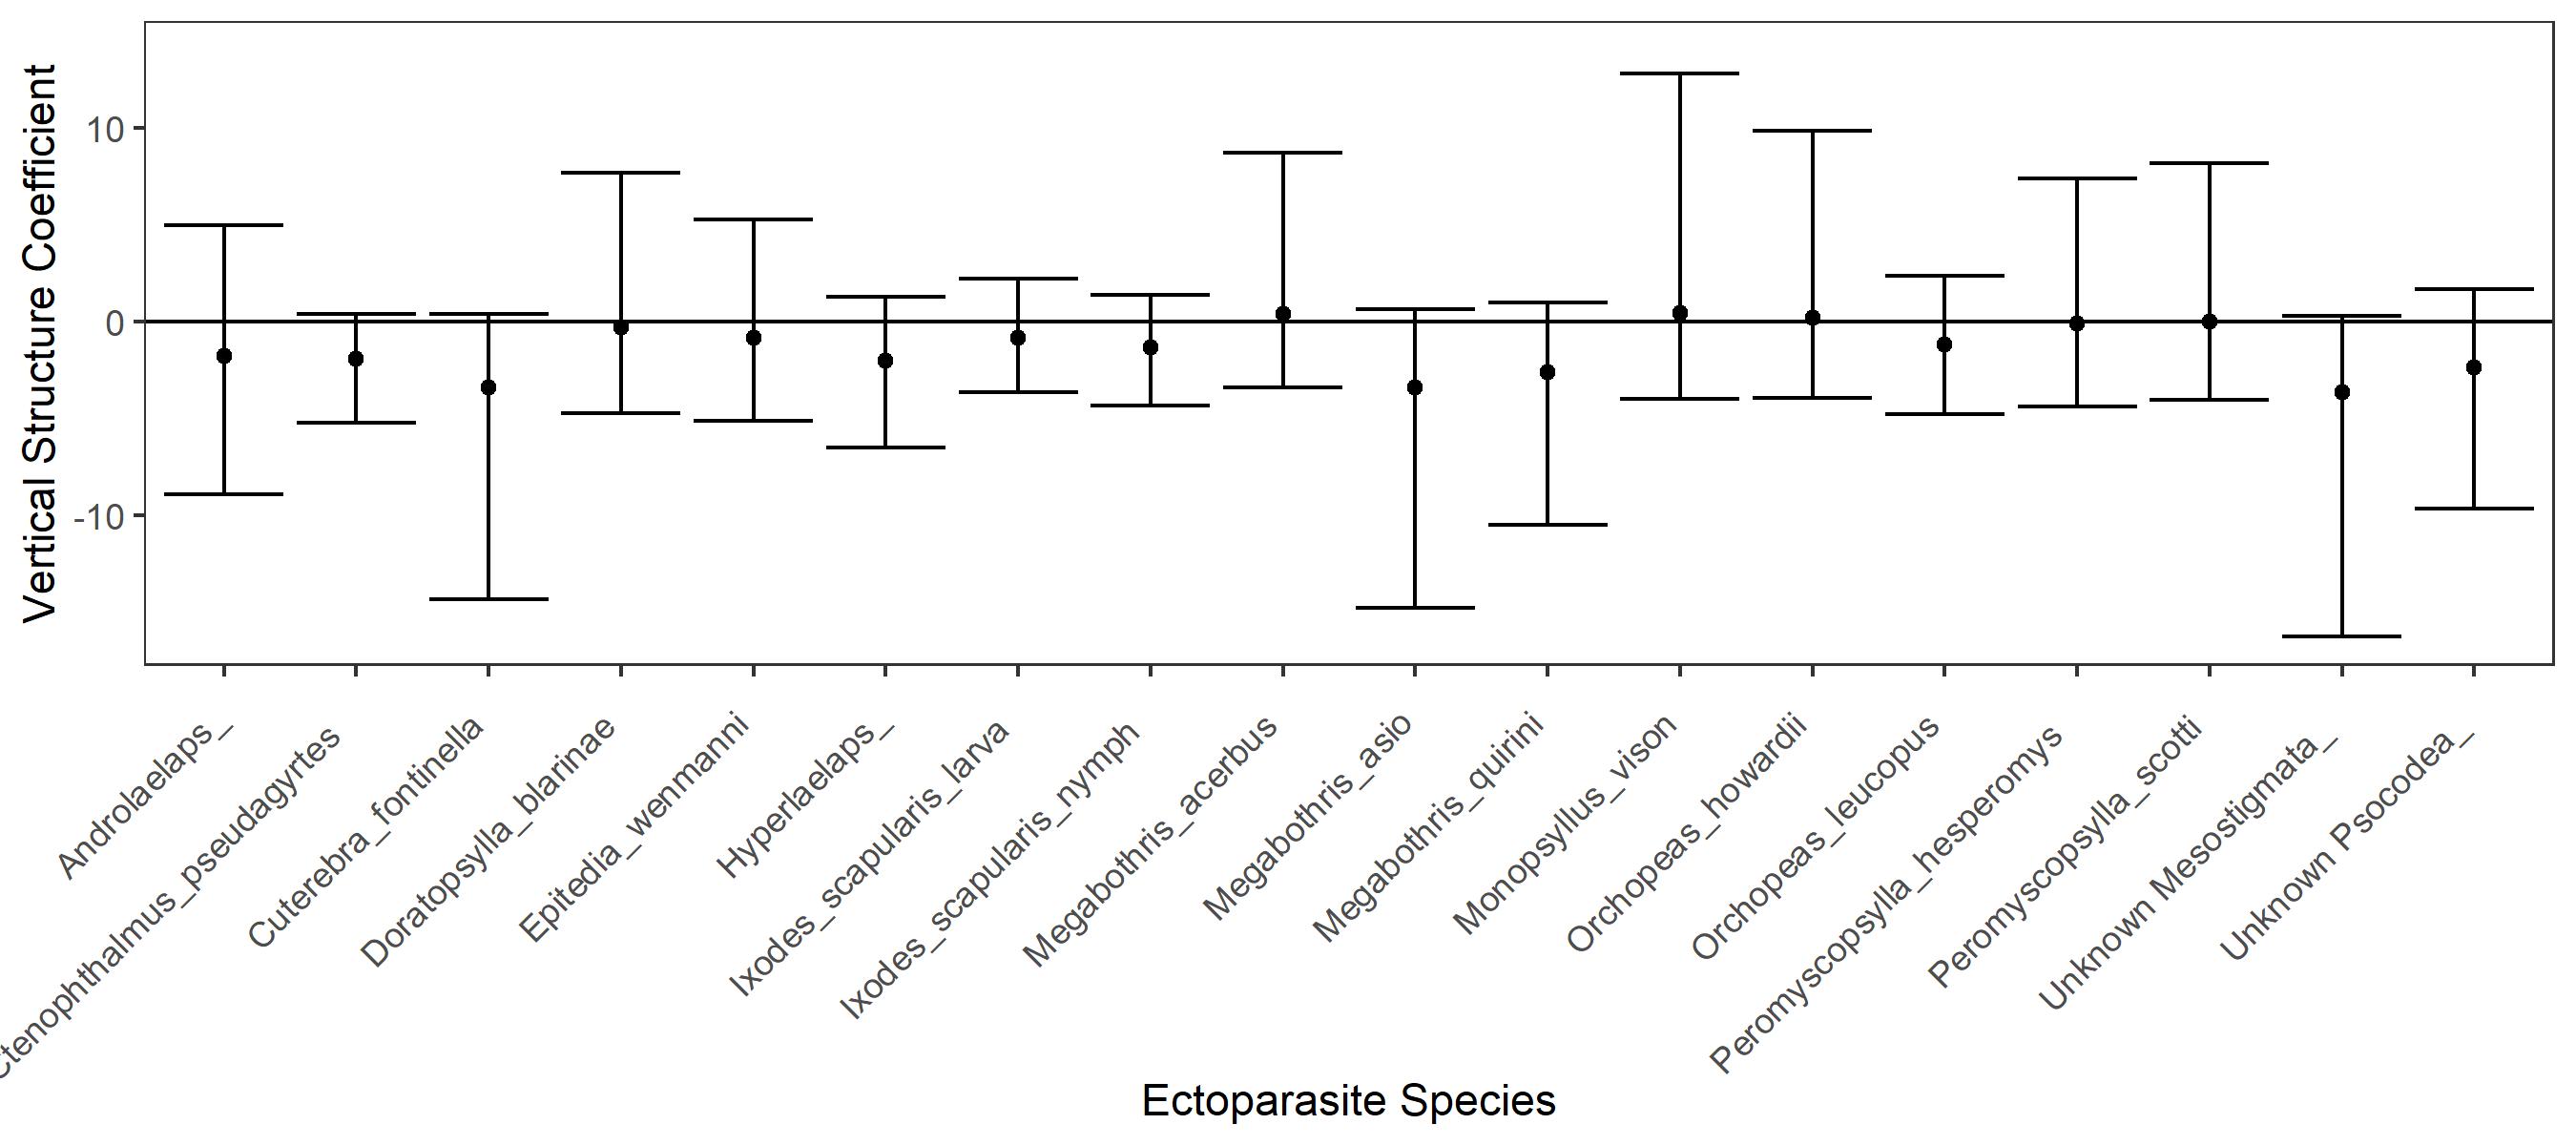 Vertical Structure Coefficient
10
0
-10
Androlaelaps_
Ctenophthalmus_pseudagyrtes
Cuterebra_fontinella
Doratopsylla_blarinae
Epitedia_wenmanni
Hyperlaelaps_
Ixodes_scapularis_larva
Ixodes_scapularis_nymph
Megabothris_acerbus
Megabothris_asio
Megabothris_quirini
Monopsyllus_vison
Orchopeas_howardii
Orchopeas_leucopus
Peromyscopsylla_hesperomys
Peromyscopsylla_scotti
Unknown Mesostigmata_
Unknown Psocodea_
Ectoparasite Species